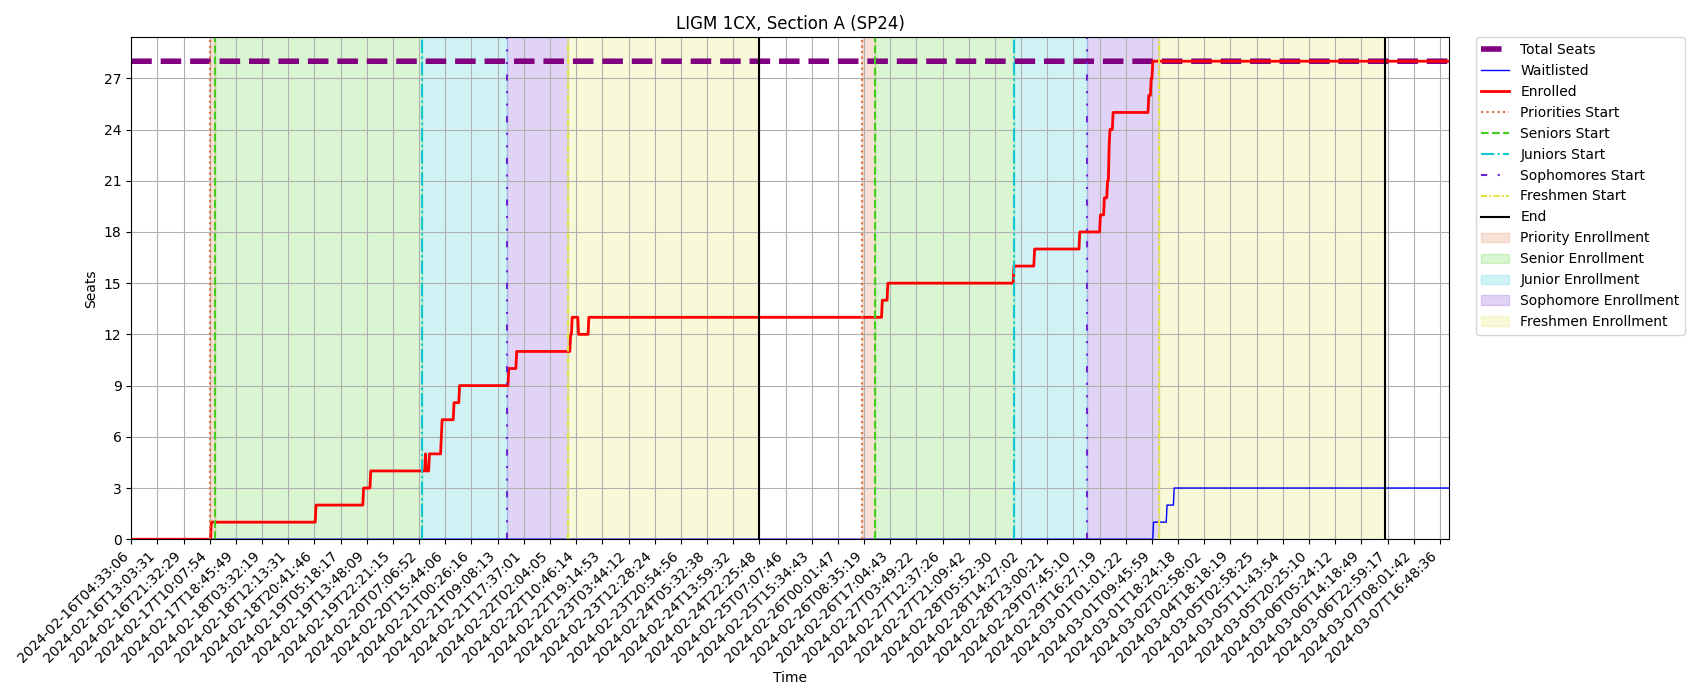 LIGM 1CX, Section A (SP24)
Total Seats
Waitlisted
Enrolled
Priorities Start
Seniors Start
Juniors Start
Sophomores Start
Freshmen Start
End
Priority Enrollment
Senior Enrollment
Junior Enrollment
Sophomore Enrollment
Freshmen Enrollment
Seats
27
24
21
18
15
12
9
6
3
0
2024-02-16T04:33:06
2024-02-16T13:03:31
2024-02-16T21:32:29
2024-02-17T10:07:54
2024-02-17T18:45:49
2024-02-18T03:32:19
2024-02-18T12:13:31
2024-02-18T20:41:46
2024-02-19T05:18:17
2024-02-19T13:48:09
2024-02-19T22:21:15
2024-02-20T07:06:52
2024-02-20T15:44:06
2024-02-21T00:26:16
2024-02-21T09:08:13
2024-02-21T17:37:01
2024-02-22T02:04:05
2024-02-22T10:46:14
2024-02-22T19:14:53
2024-02-23T03:44:12
2024-02-23T12:28:24
2024-02-23T20:54:56
2024-02-24T05:32:38
2024-02-24T13:59:32
2024-02-24T22:25:48
2024-02-25T07:07:46
2024-02-25T15:34:43
2024-02-26T00:01:47
2024-02-26T08:35:19
2024-02-26T17:04:43
2024-02-27T03:49:22
2024-02-27T12:37:26
2024-02-27T21:09:42
2024-02-28T05:52:30
2024-02-28T14:27:02
2024-02-28T23:00:21
2024-02-29T07:45:10
2024-02-29T16:27:19
2024-03-01T01:01:22
2024-03-01T09:45:59
2024-03-01T18:24:18
2024-03-02T02:58:02
2024-03-04T18:18:19
2024-03-05T02:58:25
2024-03-05T11:43:54
2024-03-05T20:25:10
2024-03-06T05:24:12
2024-03-06T14:18:49
2024-03-06T22:59:17
2024-03-07T08:01:42
2024-03-07T16:48:36
Time